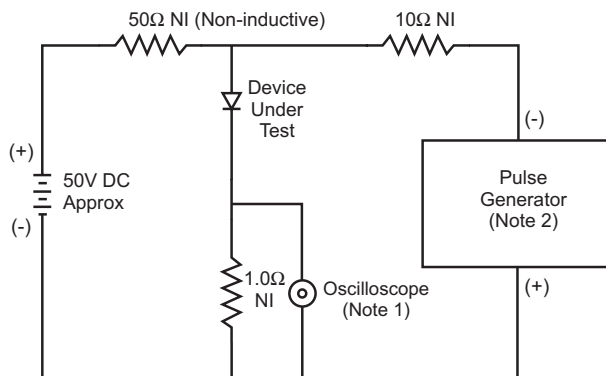 50Ω NI (Non-inductive)
10Ω NI
Device
Under
Test
(+)
50V DC
Approx
(-)
(-)
Pulse
Generator
(Note 2)
(+)
1.0Ω
NI
Oscilloscope
(Note 1)